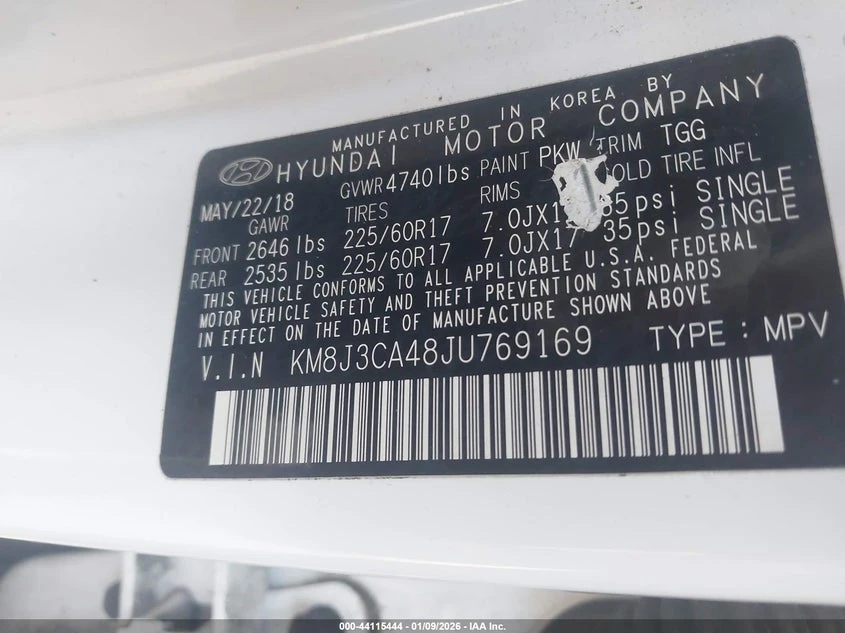 MANUFACTURED IN KOREA BY
HYUNDAI MOTOR COMPANY
MAY/22/18 GVWR 4740 lbs PAINT PKW TRIM TGG
GAWR TIRES RIMS OLD TIRE INFL
FRONT 2646 lbs 225/60R17 7.0JX1 35psi SINGLE
REAR 2535 lbs 225/60R17 7.0JX17 35psi SINGLE
THIS VEHICLE CONFORMS TO ALL APPLICABLE U.S.A. FEDERAL
MOTOR VEHICLE SAFETY AND THEFT PREVENTION STANDARDS
IN EFFECT ON THE DATE OF MANUFACTURE SHOWN ABOVE
V.I.N KM8J3CA48JU769169 TYPE : MPV
000-44115444 | 01/09/2026 - IAA Inc.